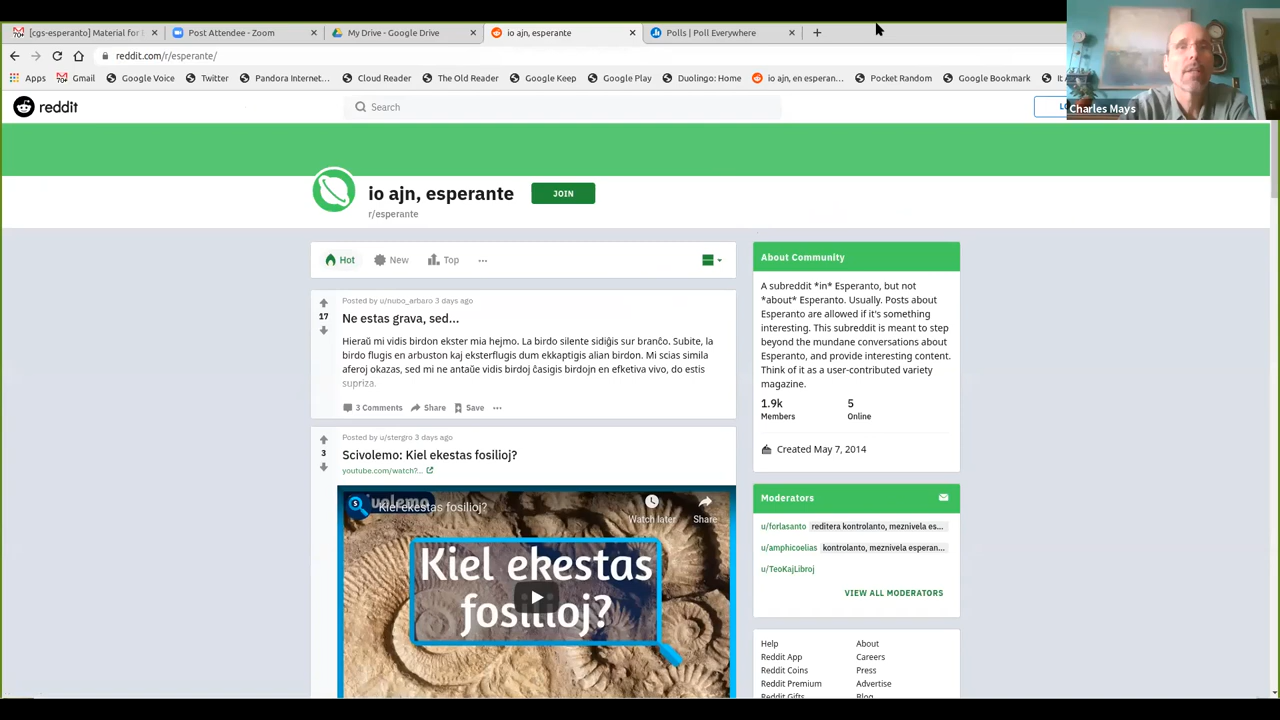 [cgs-esperanto] Material for
Post Attendee - Zoom
My Drive - Google Drive
io ajn, esperante
Polls | Poll Everywhere
reddit.com/r/esperante/
Apps
Gmail
Google Voice
Twitter
Pandora Internet...
Cloud Reader
The Old Reader
Google Keep
Google Play
Duolingo: Home
io ajn, en esperan...
Pocket Random
Google Bookmark
Charles Mays
reddit
Search
io ajn, esperante
JOIN
r/esperante
Hot
New
Top
Posted by u/nubo_arbaro 3 days ago
17
Ne estas grava, sed...
Hieraŭ mi vidis birdon ekster mia hejmo. La birdo silente sidiĝis sur branĉo. Subite, la
birdo flugis en arbuston kaj eksterflugis dum ekkaptigis alian birdon. Mi scias simila
aferoj okazas, sed mi ne antaŭe vidis birdoj ĉasigis birdojn en efektiva vivo, do estis
supriza.
3 Comments
Share
Save
Posted by u/stergro 3 days ago
3
Scivolemo: Kiel ekestas fosilioj?
youtube.com/watch?...
Kiel ekestas fosilioj?
Watch later
Share
Kiel ekestas
fosilioj?
About Community
A subreddit *in* Esperanto, but not
*about* Esperanto. Usually. Posts about
Esperanto are allowed if it's something
interesting. This subreddit is meant to step
beyond the mundane conversations about
Esperanto, and provide interesting content.
Think of it as a user-contributed variety
magazine.
1.9k
5
Members
Online
Created May 7, 2014
Moderators
u/forlasanto reditera kontrolanto, meznivela es...
u/amphicoelias kontrolanto, meznivela esperan...
u/TeoKajLibroj
VIEW ALL MODERATORS
Help
About
Reddit App
Careers
Reddit Coins
Press
Reddit Premium
Advertise
Reddit Gifts
Blog